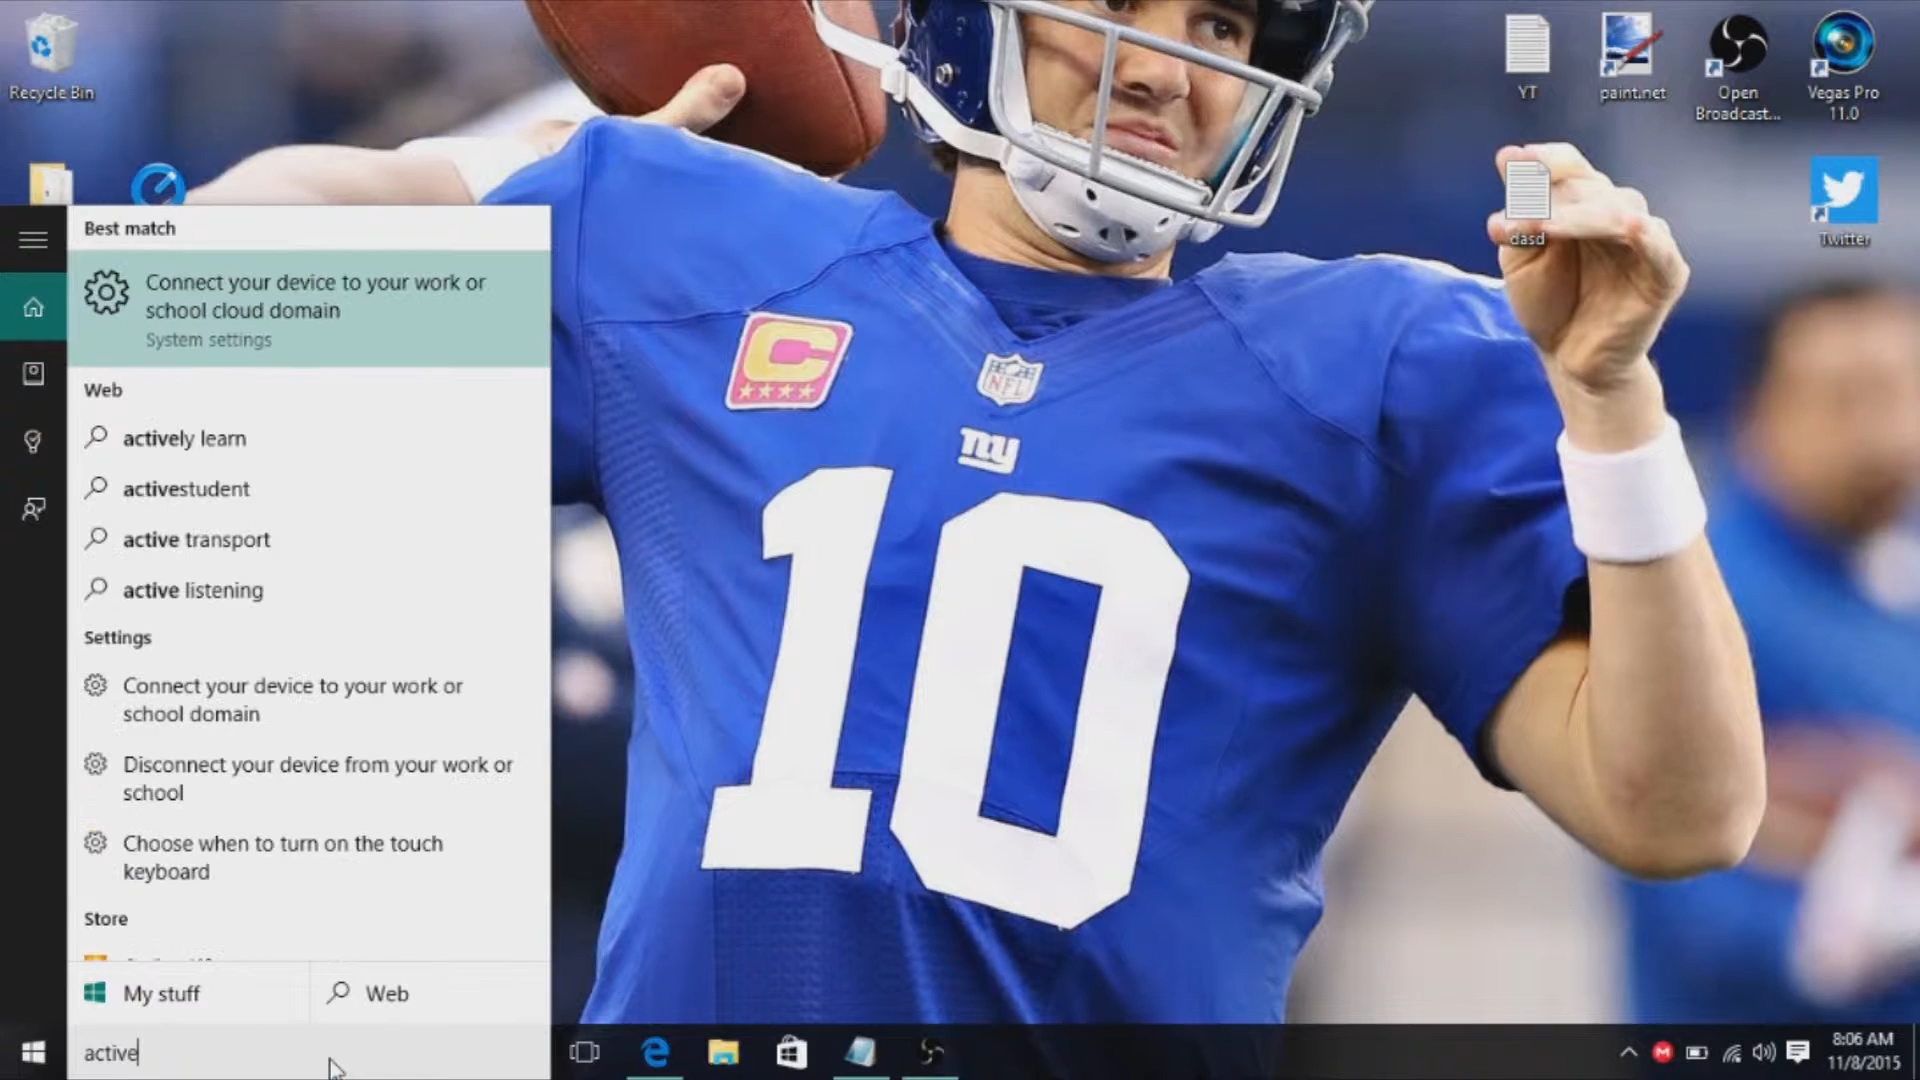 Recycle Bin
YT
paint.net
Open
Broadcast...
Vegas Pro
11.0
dasd
Twitter
Best match
Connect your device to your work or
school cloud domain
System settings
Web
actively learn
activestudent
active transport
active listening
Settings
Connect your device to your work or
school domain
Disconnect your device from your work or
school
Choose when to turn on the touch
keyboard
Store
My stuff
Web
active
C
NFL
ny
10
8:06 AM
11/8/2015